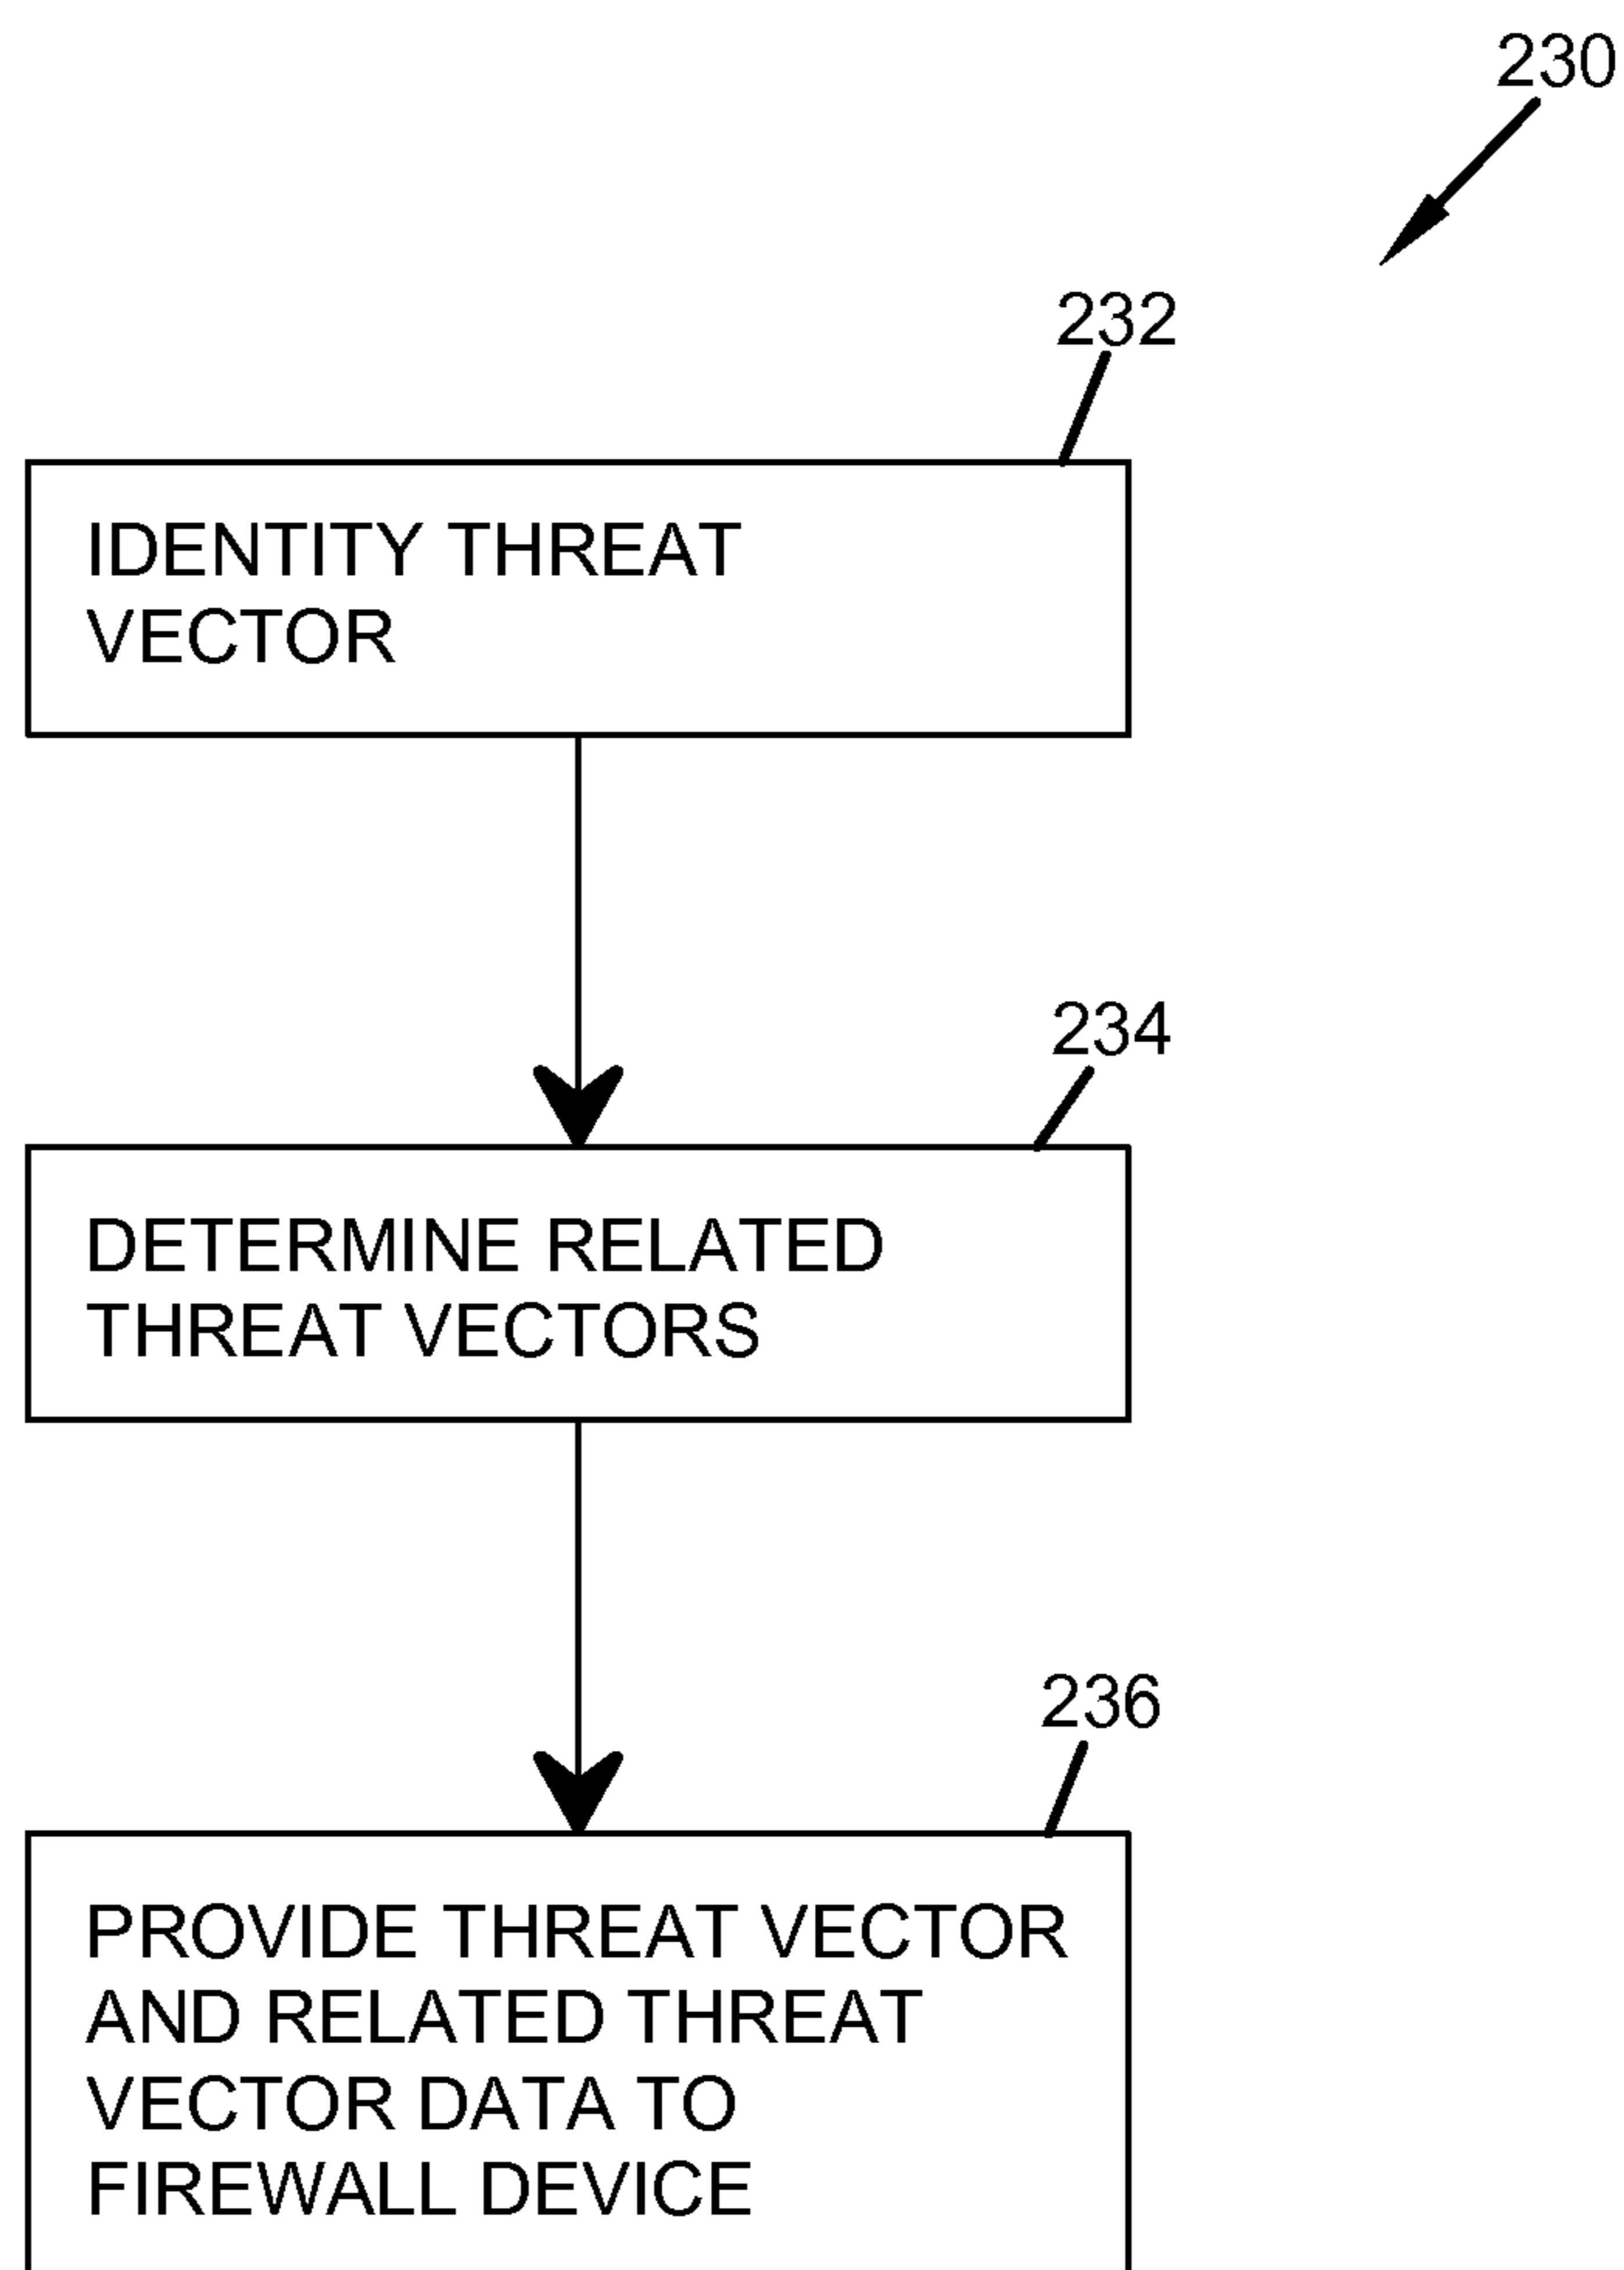 230
232
IDENTITY THREAT
VECTOR
234
DETERMINE RELATED
THREAT VECTORS
236
PROVIDE THREAT VECTOR
AND RELATED THREAT
VECTOR DATA TO
FIREWALL DEVICE